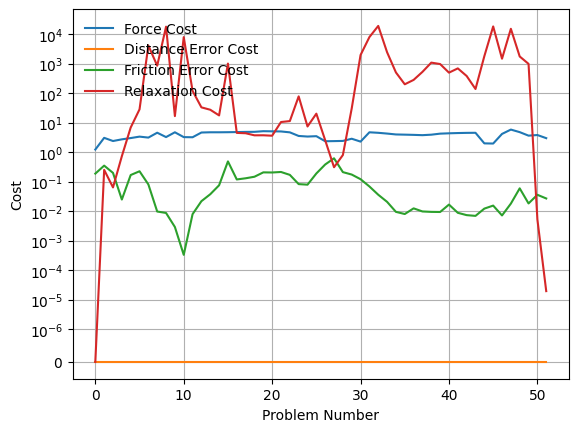 Force Cost
Distance Error Cost
Friction Error Cost
Relaxation Cost
Cost
10⁴
10³
10²
10¹
10⁰
10⁻¹
10⁻²
10⁻³
10⁻⁴
10⁻⁵
10⁻⁶
0
0 10 20 30 40 50
Problem Number